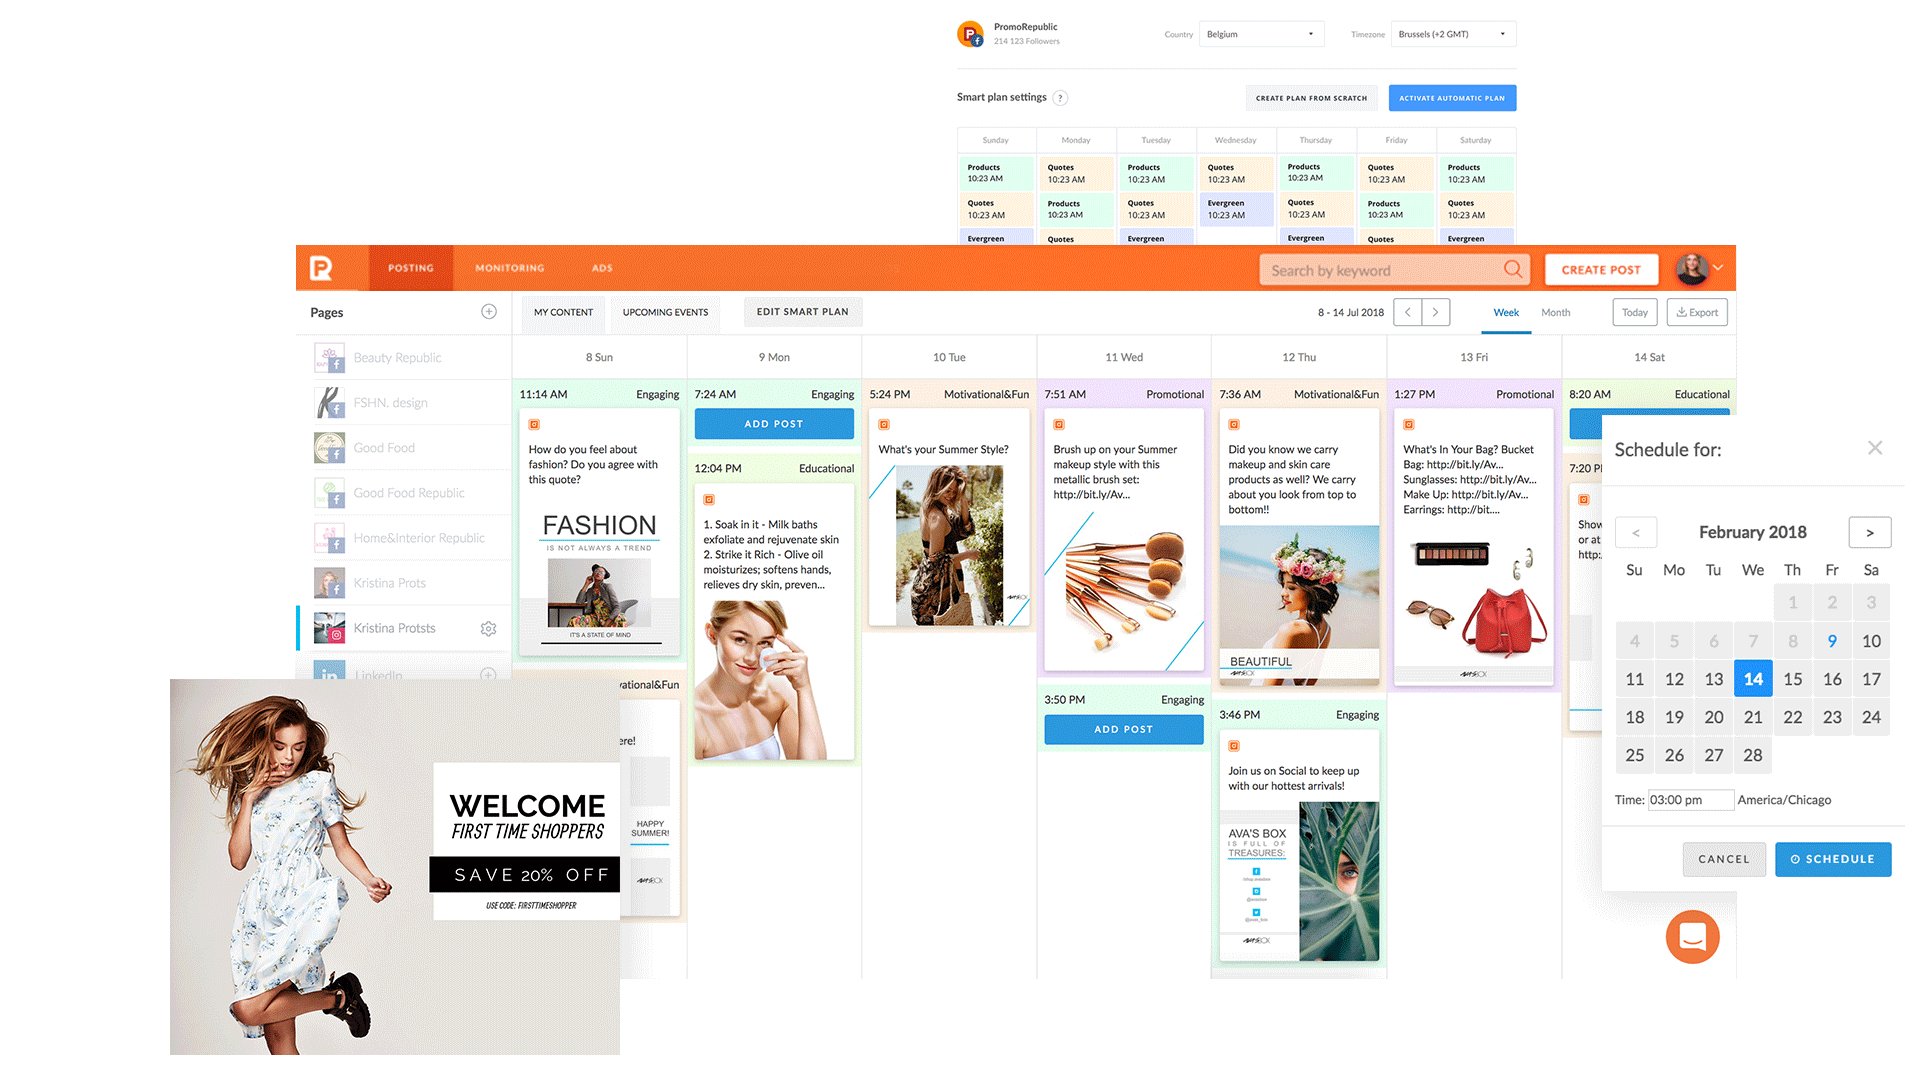 PromoRepublic
214 123 Followers
Country
Belgium
Timezone
Brussels (+2 GMT)
Smart plan settings
?
CREATE PLAN FROM SCRATCH
ACTIVATE AUTOMATIC PLAN
Sunday Monday Tuesday Wednesday Thursday Friday Saturday
Products Quotes Products Quotes Products Quotes Products
10:23 AM 10:23 AM 10:23 AM 10:23 AM 10:23 AM 10:23 AM 10:23 AM
Quotes Products Quotes Evergreen Quotes Products Quotes
10:23 AM 10:23 AM 10:23 AM 10:23 AM 10:23 AM 10:23 AM 10:23 AM
Evergreen Quotes Evergreen Evergreen Quotes Evergreen
POSTING
MONITORING
ADS
Search by keyword
CREATE POST
Pages
MY CONTENT
UPCOMING EVENTS
EDIT SMART PLAN
8 - 14 Jul 2018
<
>
Week
Month
Today
Export
Beauty Republic
FSHN. design
Good Food
Good Food Republic
Home&Interior Republic
Kristina Prots
Kristina Protsts
LinkedIn
8 Sun
9 Mon
10 Tue
11 Wed
12 Thu
13 Fri
14 Sat
11:14 AM Engaging
How do you feel about
fashion? Do you agree with
this quote?
FASHION
IS NOT ALWAYS A TREND
IT'S A STATE OF MIND
vational&Fun
ere!
HAPPY
SUMMER!
7:24 AM Engaging
ADD POST
12:04 PM Educational
1. Soak in it - Milk baths
exfoliate and rejuvenate skin
2. Strike it Rich - Olive oil
moisturizes; softens hands,
relieves dry skin, preven...
5:24 PM Motivational&Fun
What's your Summer Style?
7:51 AM Promotional
Brush up on your Summer
makeup style with this
metallic brush set:
http://bit.ly/Av...
3:50 PM Engaging
ADD POST
7:36 AM Motivational&Fun
Did you know we carry
makeup and skin care
products as well? We carry
about you look from top to
bottom!!
BEAUTIFUL
3:46 PM Engaging
Join us on Social to keep up
with our hottest arrivals!
AVA'S BOX
IS FULL OF
TREASURES:
1:27 PM Promotional
What's In Your Bag? Bucket
Bag: http://bit.ly/Av...
Sunglasses: http://bit.ly/Av...
Make Up: http://bit.ly/Av...
Earrings: http://bit....
8:20 AM Educational
7:20 P
Show
or at
http:.
Schedule for:
<
February 2018
>
Su Mo Tu We Th Fr Sa
1 2 3
4 5 6 7 8 9 10
11 12 13 14 15 16 17
18 19 20 21 22 23 24
25 26 27 28
Time: 03:00 pm America/Chicago
CANCEL
SCHEDULE
WELCOME
FIRST TIME SHOPPERS
SAVE 20% OFF
USE CODE: FIRSTTIMESHOPPER